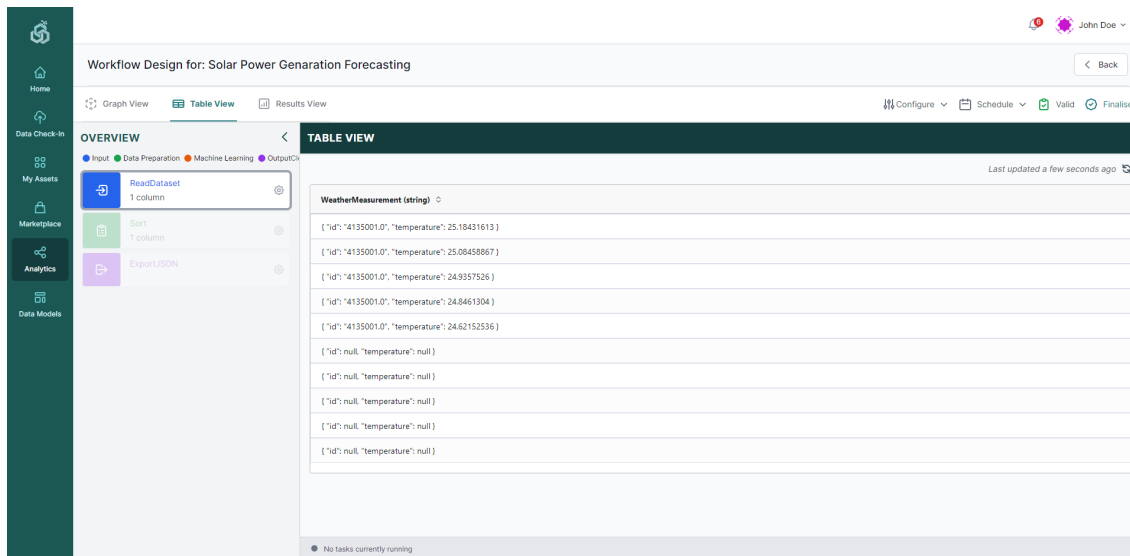 6
John Doe
Workflow Design for: Solar Power Genaration Forecasting
Back
Home
Data Check-In
My Assets
Marketplace
Analytics
Data Models
Graph View
Table View
Results View
Configure
Schedule
Valid
Finalise
OVERVIEW
Input
Data Preparation
Machine Learning
OutputCl
ReadDataset
1 column
Sort
1 column
ExportJSON
TABLE VIEW
Last updated a few seconds ago
WeatherMeasurement (string)
{ "id": "4135001.0", "temperature": 25.18431613 }
{ "id": "4135001.0", "temperature": 25.08458867 }
{ "id": "4135001.0", "temperature": 24.9357526 }
{ "id": "4135001.0", "temperature": 24.8461304 }
{ "id": "4135001.0", "temperature": 24.62152536 }
{ "id": null, "temperature": null }
{ "id": null, "temperature": null }
{ "id": null, "temperature": null }
{ "id": null, "temperature": null }
{ "id": null, "temperature": null }
No tasks currently running